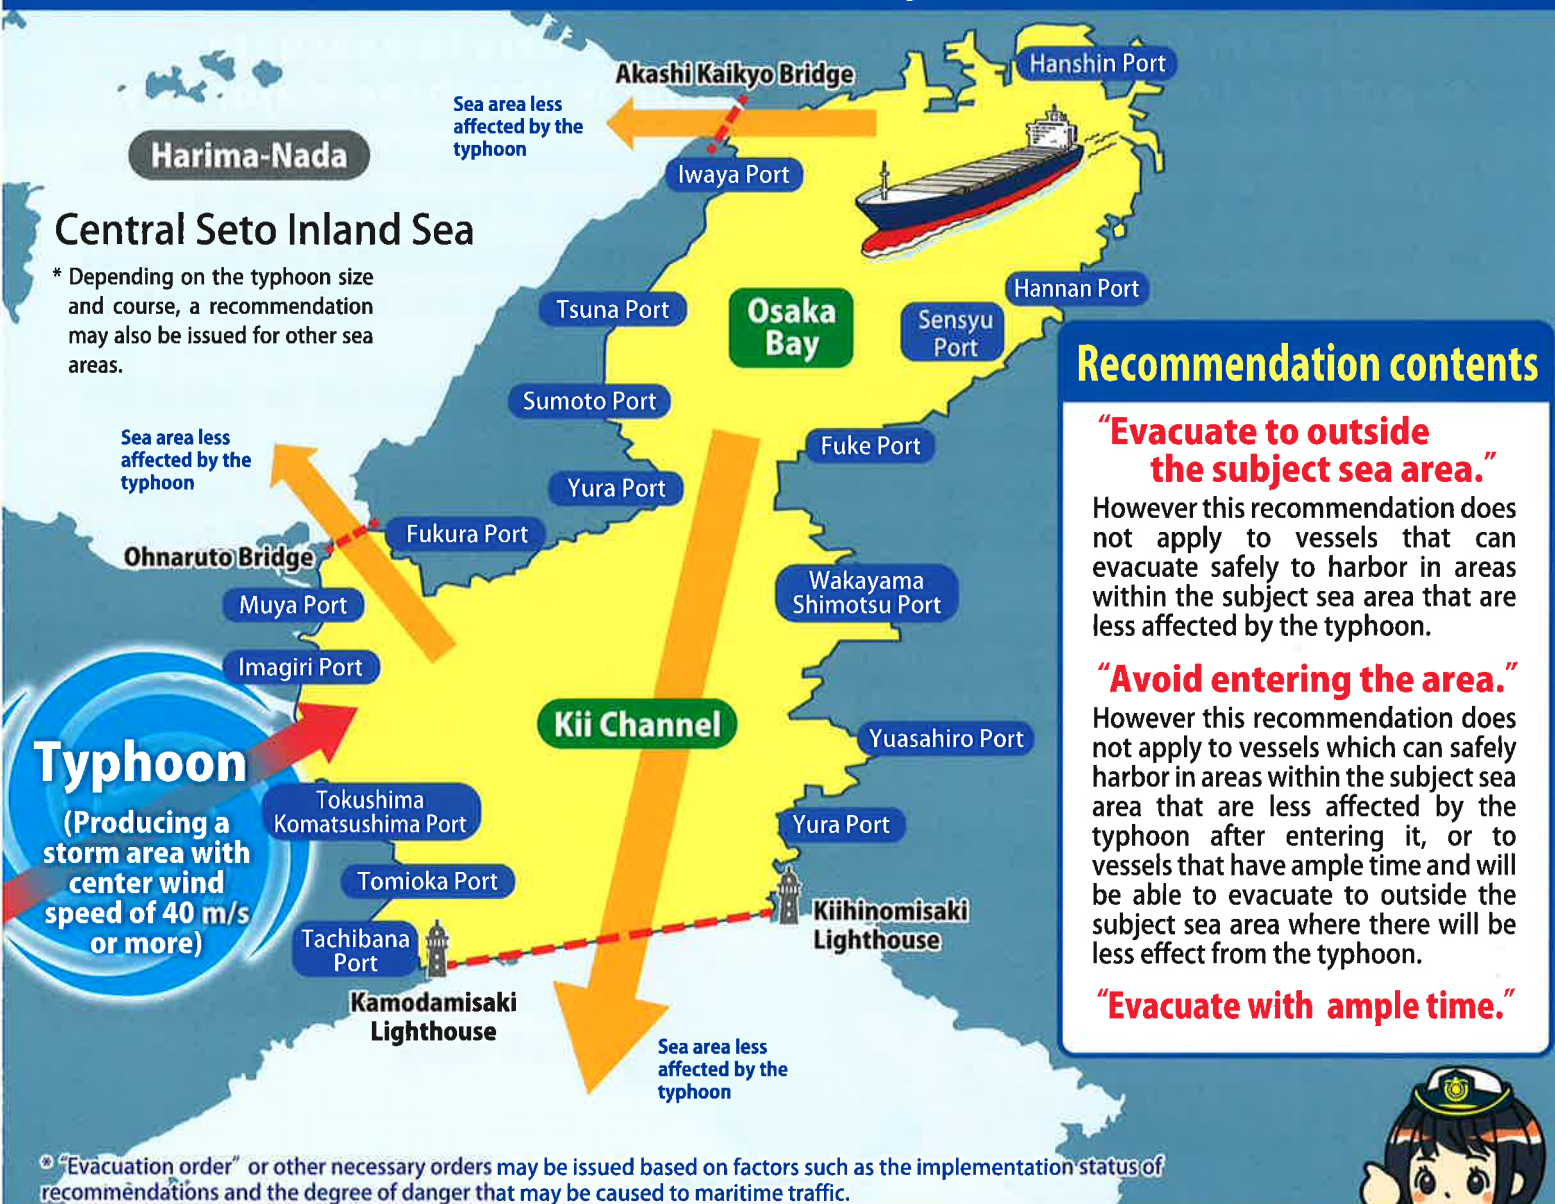 Akashi Kaikyo Bridge
Hanshin Port
Sea area less
affected by the
typhoon
Harima-Nada
Iwaya Port
Central Seto Inland Sea
* Depending on the typhoon size
and course, a recommendation
may also be issued for other sea
areas.
Tsuna Port
Osaka
Bay
Sensyu
Port
Hannan Port
Sumoto Port
Fuke Port
Sea area less
affected by the
typhoon
Yura Port
Fukura Port
Ohnaruto Bridge
Muya Port
Wakayama
Shimotsu Port
Imagiri Port
Kii Channel
Yuasahiro Port
Typhoon
(Producing a
storm area with
center wind
speed of 40 m/s
or more)
Tokushima
Komatsushima Port
Yura Port
Tomioka Port
Kiihinomisaki
Lighthouse
Tachibana
Port
Kamodamisaki
Lighthouse
Sea area less
affected by the
typhoon
Recommendation contents
“Evacuate to outside
the subject sea area.”
However this recommendation does
not apply to vessels that can
evacuate safely to harbor in areas
within the subject sea area that are
less affected by the typhoon.
“Avoid entering the area.”
However this recommendation does
not apply to vessels which can safely
harbor in areas within the subject sea
area that are less affected by the
typhoon after entering it, or to
vessels that have ample time and will
be able to evacuate to outside the
subject sea area where there will be
less effect from the typhoon.
“Evacuate with ample time.”
* “Evacuation order” or other necessary orders may be issued based on factors such as the implementation status of
recommendations and the degree of danger that may be caused to maritime traffic.